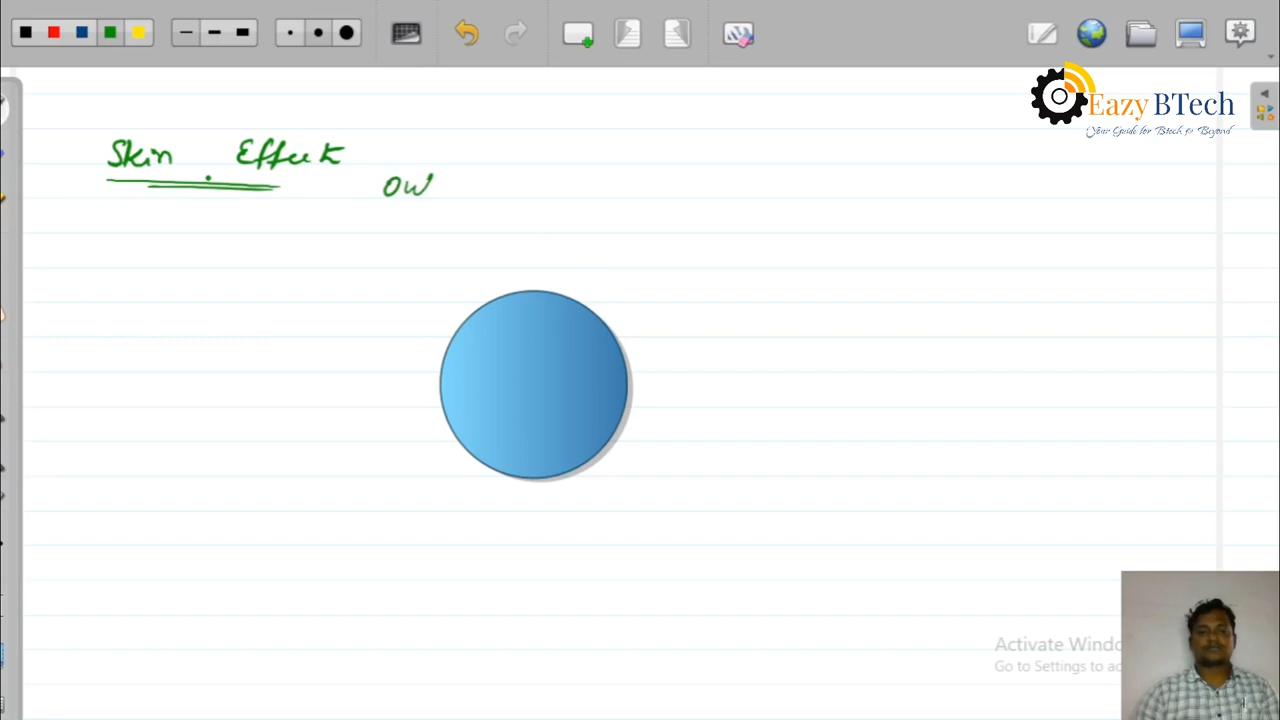 Eazy BTech
Your Guide for Btech & Beyond
Skin Effect
ow
Activate Windo
Go to Settings to ac